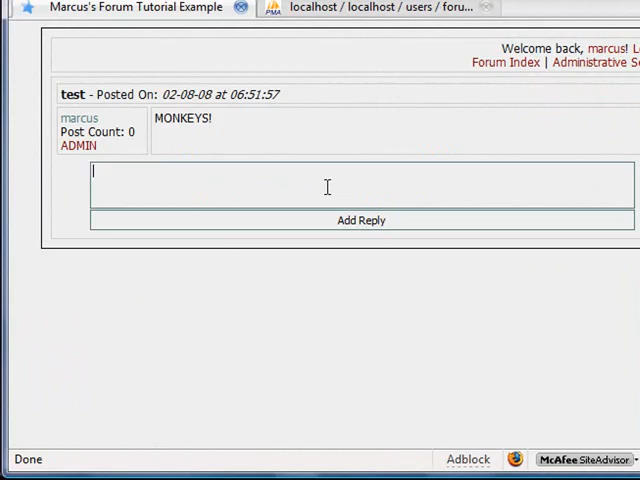 Marcus's Forum Tutorial Example
localhost / localhost / users / foru...
PMA
Welcome back, marcus!
Forum Index | Administrative
test - Posted On: 02-08-08 at 06:51:57
marcus
MONKEYS!
Post Count: 0
ADMIN
Add Reply
Done
Adblock
McAfee SiteAdvisor